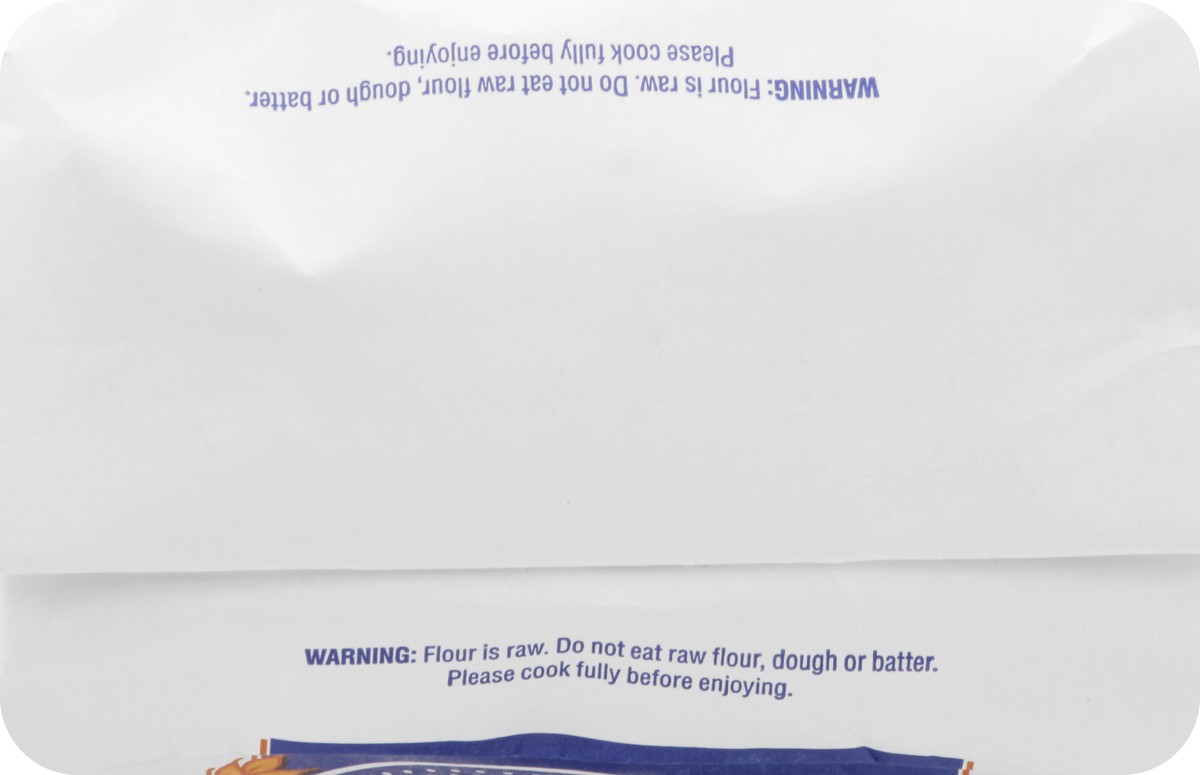 WARNING: Flour is raw. Do not eat raw flour, dough or batter.
Please cook fully before enjoying.
WARNING: Flour is raw. Do not eat raw flour, dough or batter.
Please cook fully before enjoying.